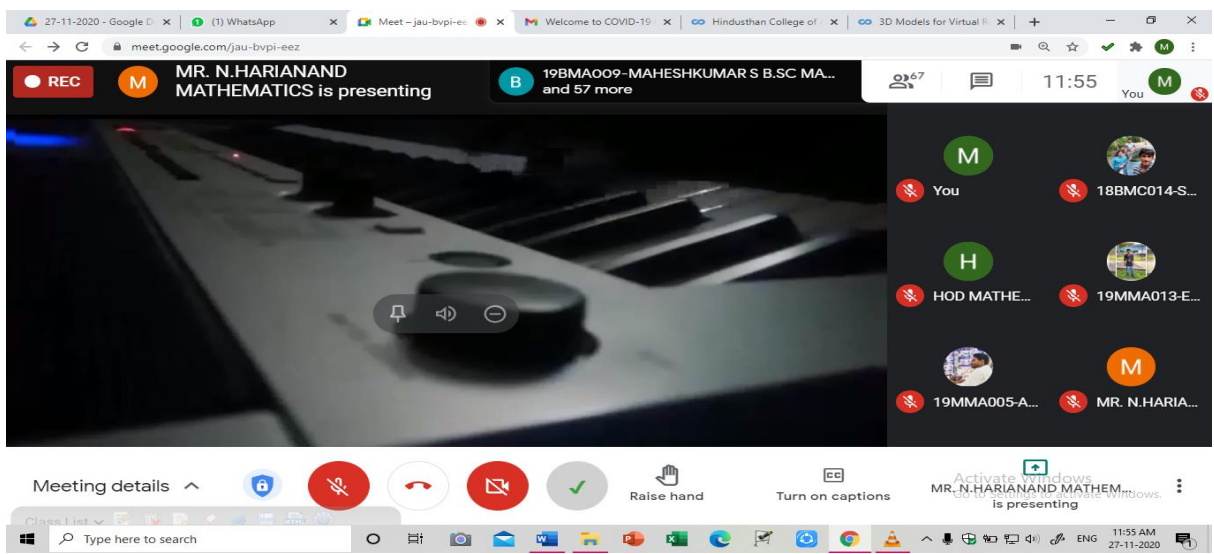 27-11-2020 - Google D
(1) WhatsApp
Meet – jau-bvpi-ee
Welcome to COVID-19
Hindusthan College of
3D Models for Virtual R
meet.google.com/jau-bvpi-eez
M
REC
M
MR. N.HARIANAND
MATHEMATICS is presenting
B
19BMA009-MAHESHKUMAR S B.SC MA...
and 57 more
67
11:55
You
M
M
You
18BMC014-S...
H
HOD MATHE...
19MMA013-E...
19MMA005-A...
M
MR. N.HARIA...
Meeting details
Raise hand
CC
Turn on captions
Activate Windows
Go to Settings to activate Windows.
MR. N.HARIANAND MATHEM...
is presenting
Class List
Type here to search
ENG
11:55 AM
27-11-2020
1